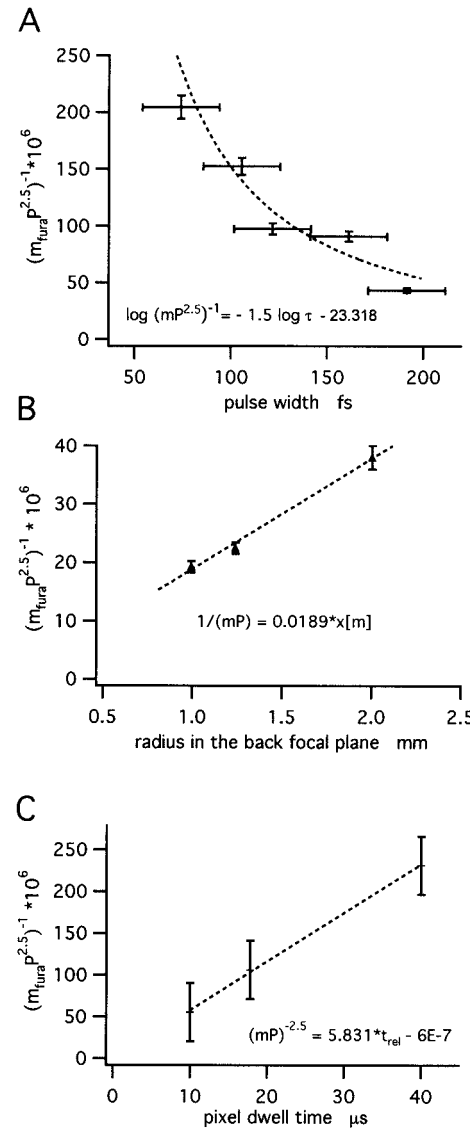 A
250
200
150
100
50
0
(m_fura P^2.5)^-1 *10^6
log (mP^2.5)^-1 = - 1.5 log τ - 23.318
50 100 150 200
pulse width fs
B
40
30
20
10
0
(m_fura P^2.5)^-1 * 10^6
1/(mP) = 0.0189*x[m]
0.5 1.0 1.5 2.0 2.5
radius in the back focal plane mm
C
250
200
150
100
50
0
(m_fura P^2.5)^-1 *10^6
(mP)^-2.5 = 5.831*t_rel - 6E-7
0 10 20 30 40
pixel dwell time μs